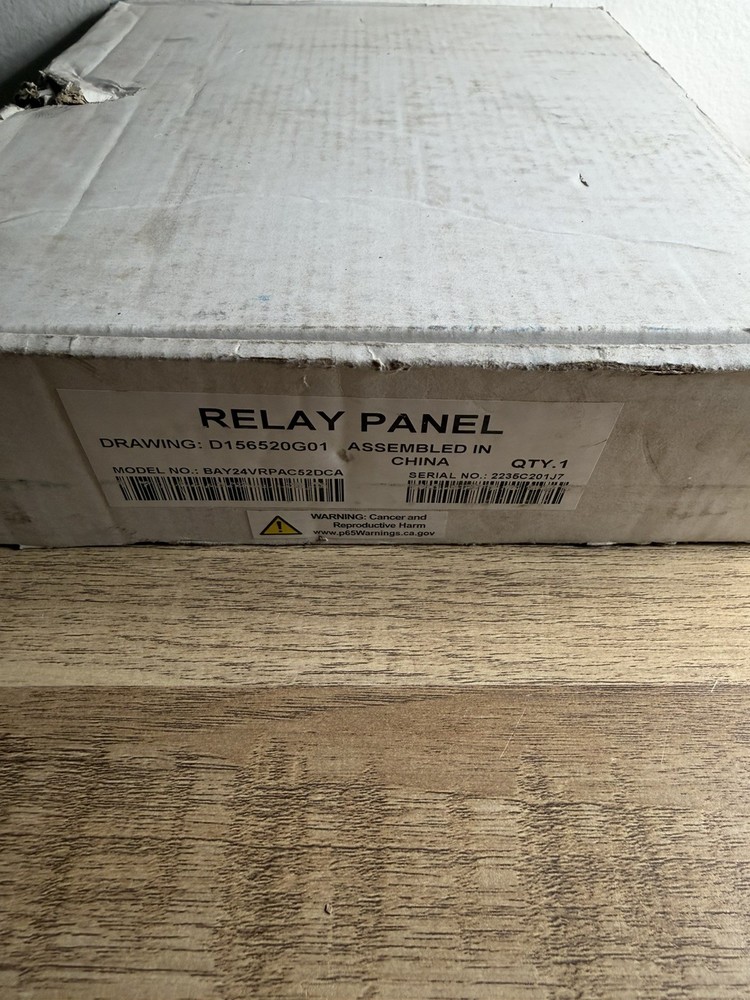 RELAY PANEL
DRAWING: D156520G01 ASSEMBLED IN
CHINA QTY.1
MODEL NO.: BAY24VRPAC52DCA
SERIAL NO.: 2236C201J7
WARNING: Cancer and
Reproductive Harm
www.p65Warnings.ca.gov